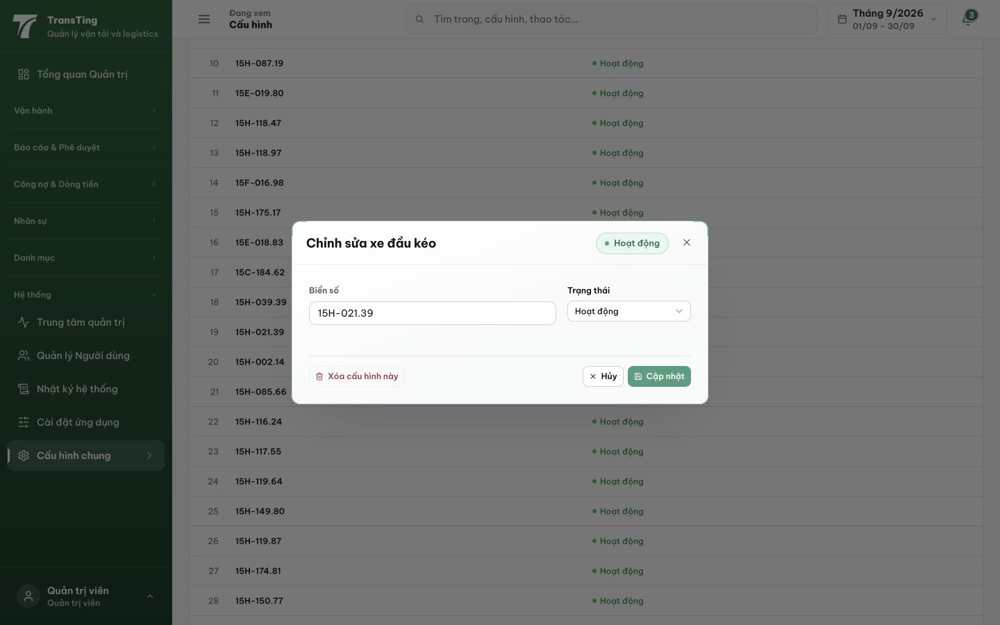 TransTing
Quản lý vận tải và logistics
Tổng quan Quản trị
Vận hành
Báo cáo & Phê duyệt
Công nợ & Dòng tiền
Nhân sự
Danh mục
Hệ thống
Trung tâm quản trị
Quản lý Người dùng
Nhật ký hệ thống
Cài đặt ứng dụng
Cấu hình chung
Quản trị viên
Quản trị viên
Đang xem
Cấu hình
Tìm trang, cấu hình, thao tác...
Tháng 9/2026
01/09 – 30/09
3
10 15H-087.19 Hoạt động
11 15E-019.80 Hoạt động
12 15H-118.47 Hoạt động
13 15H-118.97 Hoạt động
14 15F-016.98 Hoạt động
15 15H-175.17 Hoạt động
16 15E-018.83
17 15C-184.62
18 15H-039.39
19 15H-021.39
20 15H-002.14
21 15H-085.66
22 15H-116.24 Hoạt động
23 15H-117.55 Hoạt động
24 15H-119.64 Hoạt động
25 15H-149.80 Hoạt động
26 15H-119.87 Hoạt động
27 15H-174.81 Hoạt động
28 15H-150.77 Hoạt động
Chỉnh sửa xe đầu kéo
Hoạt động
Biển số
Trạng thái
15H-021.39
Hoạt động
Xóa cấu hình này
Hủy
Cập nhật